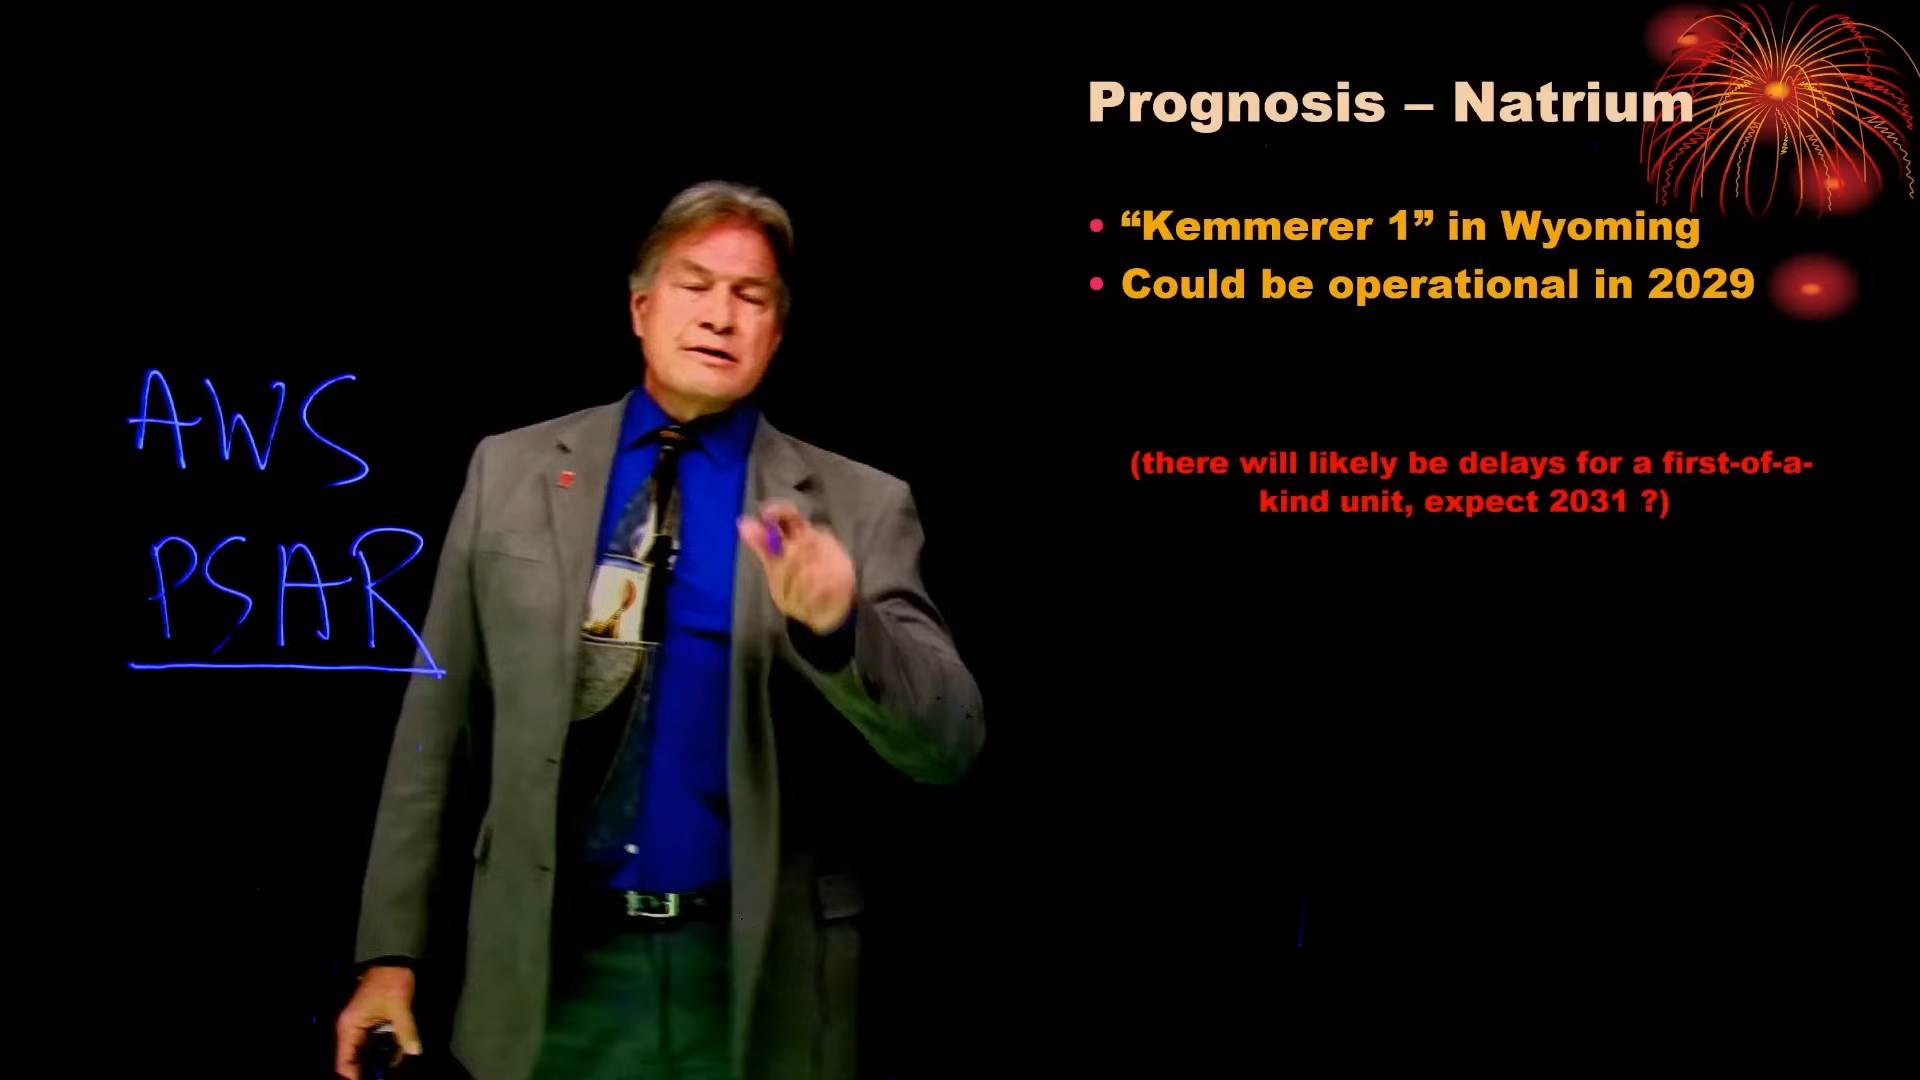 Prognosis – Natrium
• “Kemmerer 1” in Wyoming
• Could be operational in 2029
(there will likely be delays for a first-of-a-
kind unit, expect 2031 ?)
AWS
PSAR